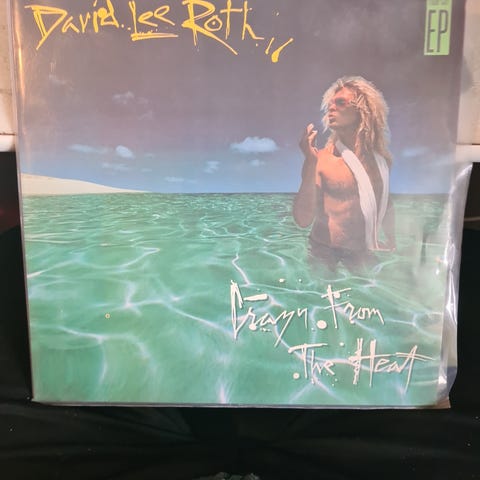 David Lee Roth
EP
Crazy From
The Heat